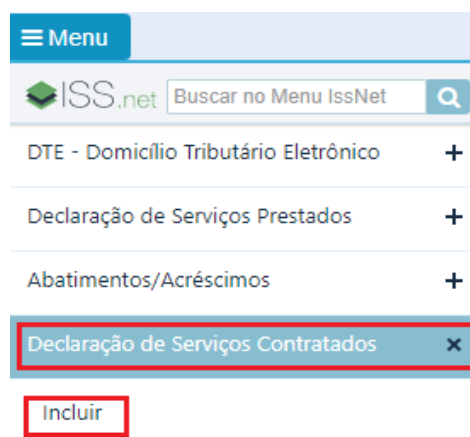 Menu
ISS.net Buscar no Menu IssNet
DTE - Domicílio Tributário Eletrônico +
Declaração de Serviços Prestados +
Abatimentos/Acréscimos +
Declaração de Serviços Contratados ×
Incluir